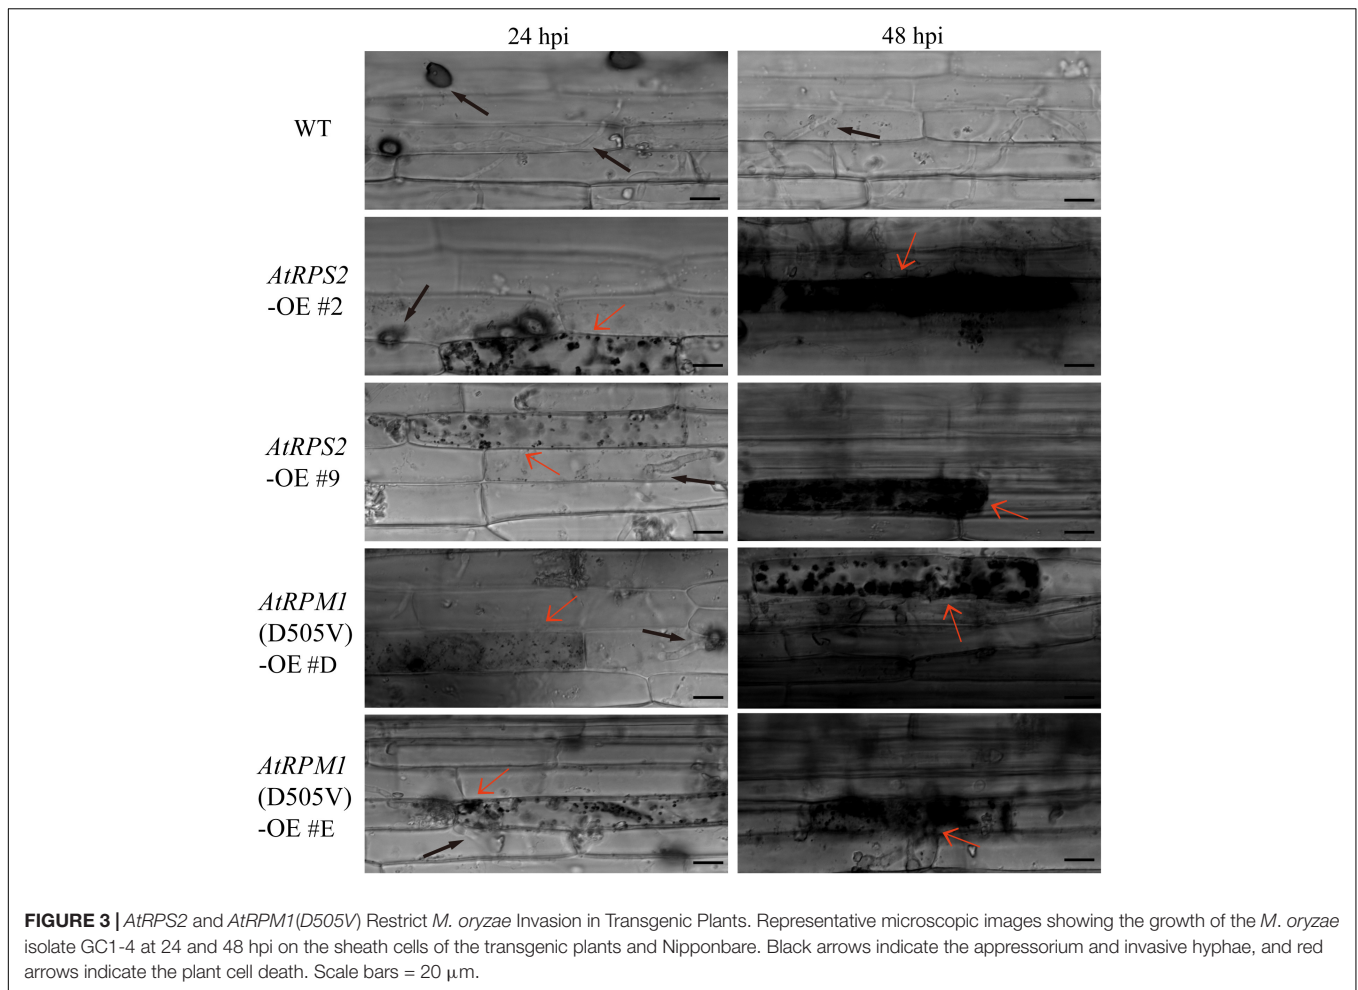 24 hpi 48 hpi
WT
AtRPS2
-OE #2
AtRPS2
-OE #9
AtRPM1
(D505V)
-OE #D
AtRPM1
(D505V)
-OE #E
FIGURE 3 | AtRPS2 and AtRPM1(D505V) Restrict M. oryzae Invasion in Transgenic Plants. Representative microscopic images showing the growth of the M. oryzae
isolate GC1-4 at 24 and 48 hpi on the sheath cells of the transgenic plants and Nipponbare. Black arrows indicate the appressorium and invasive hyphae, and red
arrows indicate the plant cell death. Scale bars = 20 μm.